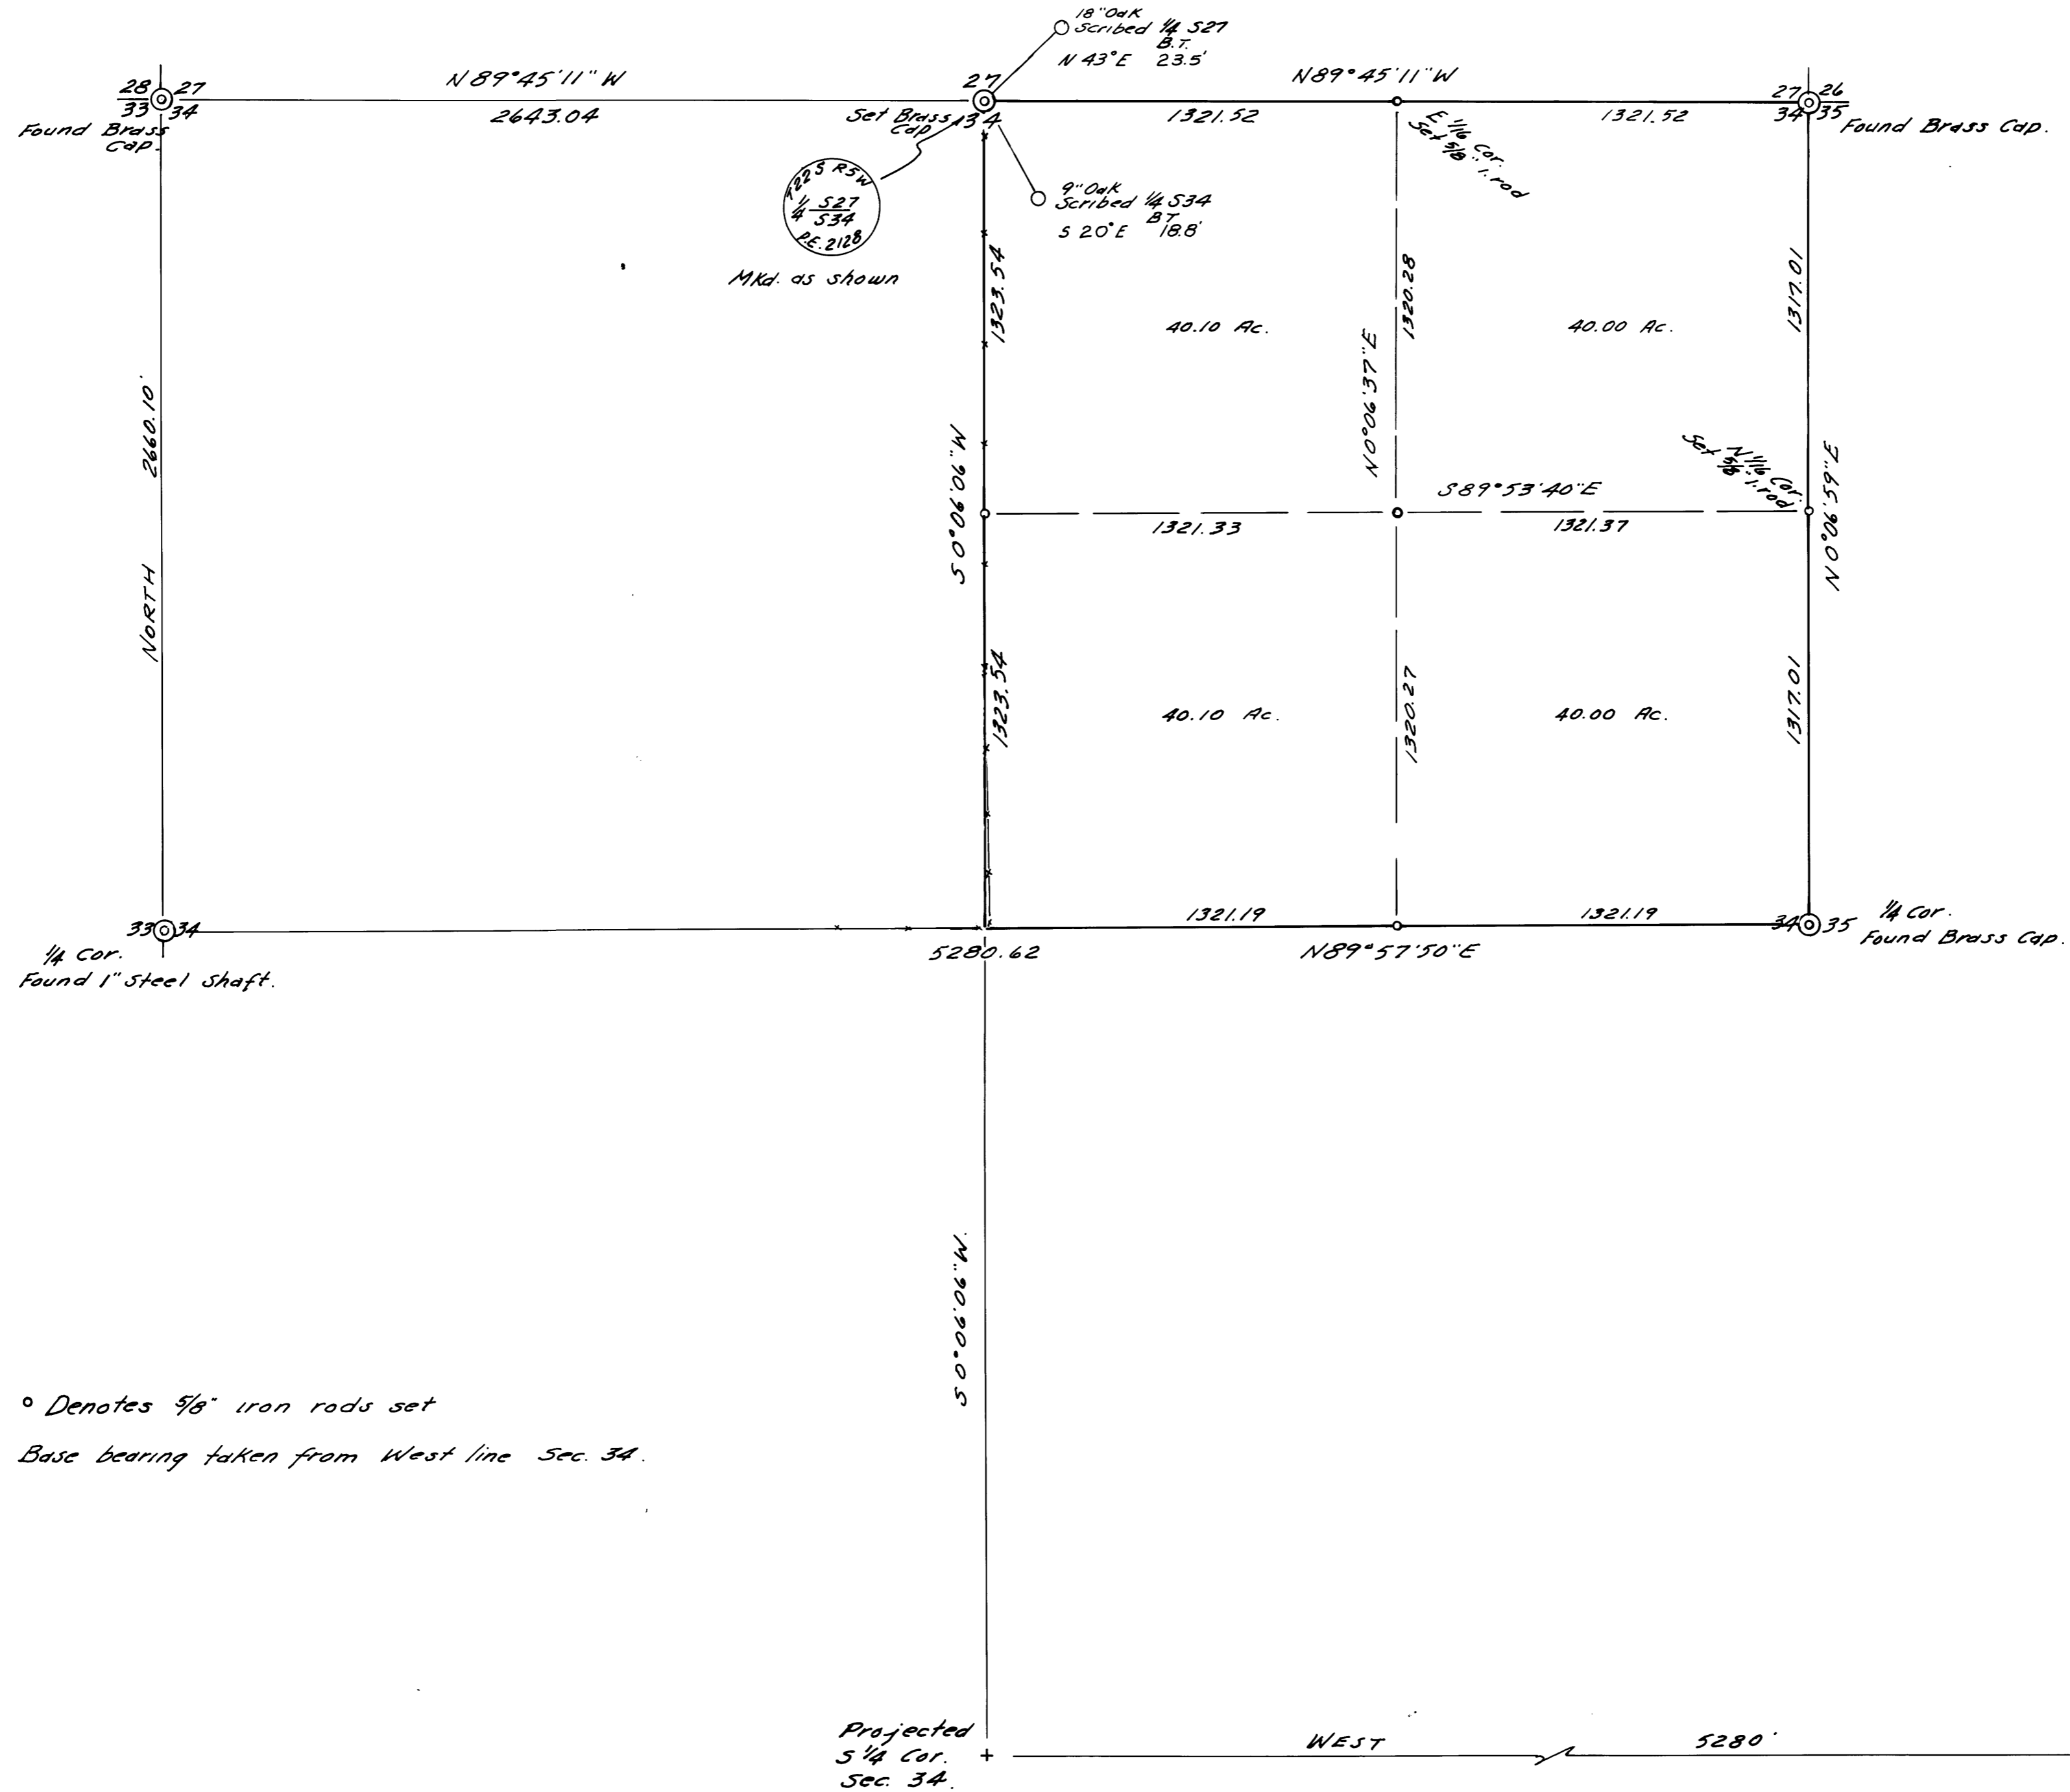 18" Oak
Scribed 1/4 S27
B.T.
N 43° E 23.5'
28 27
33 34
Found Brass
Cap.
N 89° 45' 11" W
2643.04
27
34
Set Brass
Cap
N 89° 45' 11" W
1321.52
1321.52
E 1/16 Cor.
Set 5/8" I. rod
27 26
34 35
Found Brass Cap.
T22S R5W
1/4 S27
S34
P.E. 2128
Mkd. as shown
9" Oak
Scribed 1/4 S34
B T
S 20° E 18.8'
1323.54
1320.28
1317.01
40.10 Ac.
40.00 Ac.
NORTH 2660.10'
S 0° 06' 06" W
N 0° 06' 37" E
N 1/16 Cor.
Set 5/8" I. rod
N 0° 06' 59" E
S 89° 53' 40" E
1321.33
1321.37
1323.54
1320.27
1317.01
40.10 Ac.
40.00 Ac.
33 34
1/4 Cor.
Found 1" Steel Shaft.
1321.19
1321.19
34 35
1/4 Cor.
Found Brass Cap.
5280.62
N 89° 57' 50" E
S 0° 06' 06" W.
° Denotes 5/8" iron rods set
Base bearing taken from West line Sec. 34.
Projected
S 1/4 Cor.
Sec. 34.
WEST 5280'